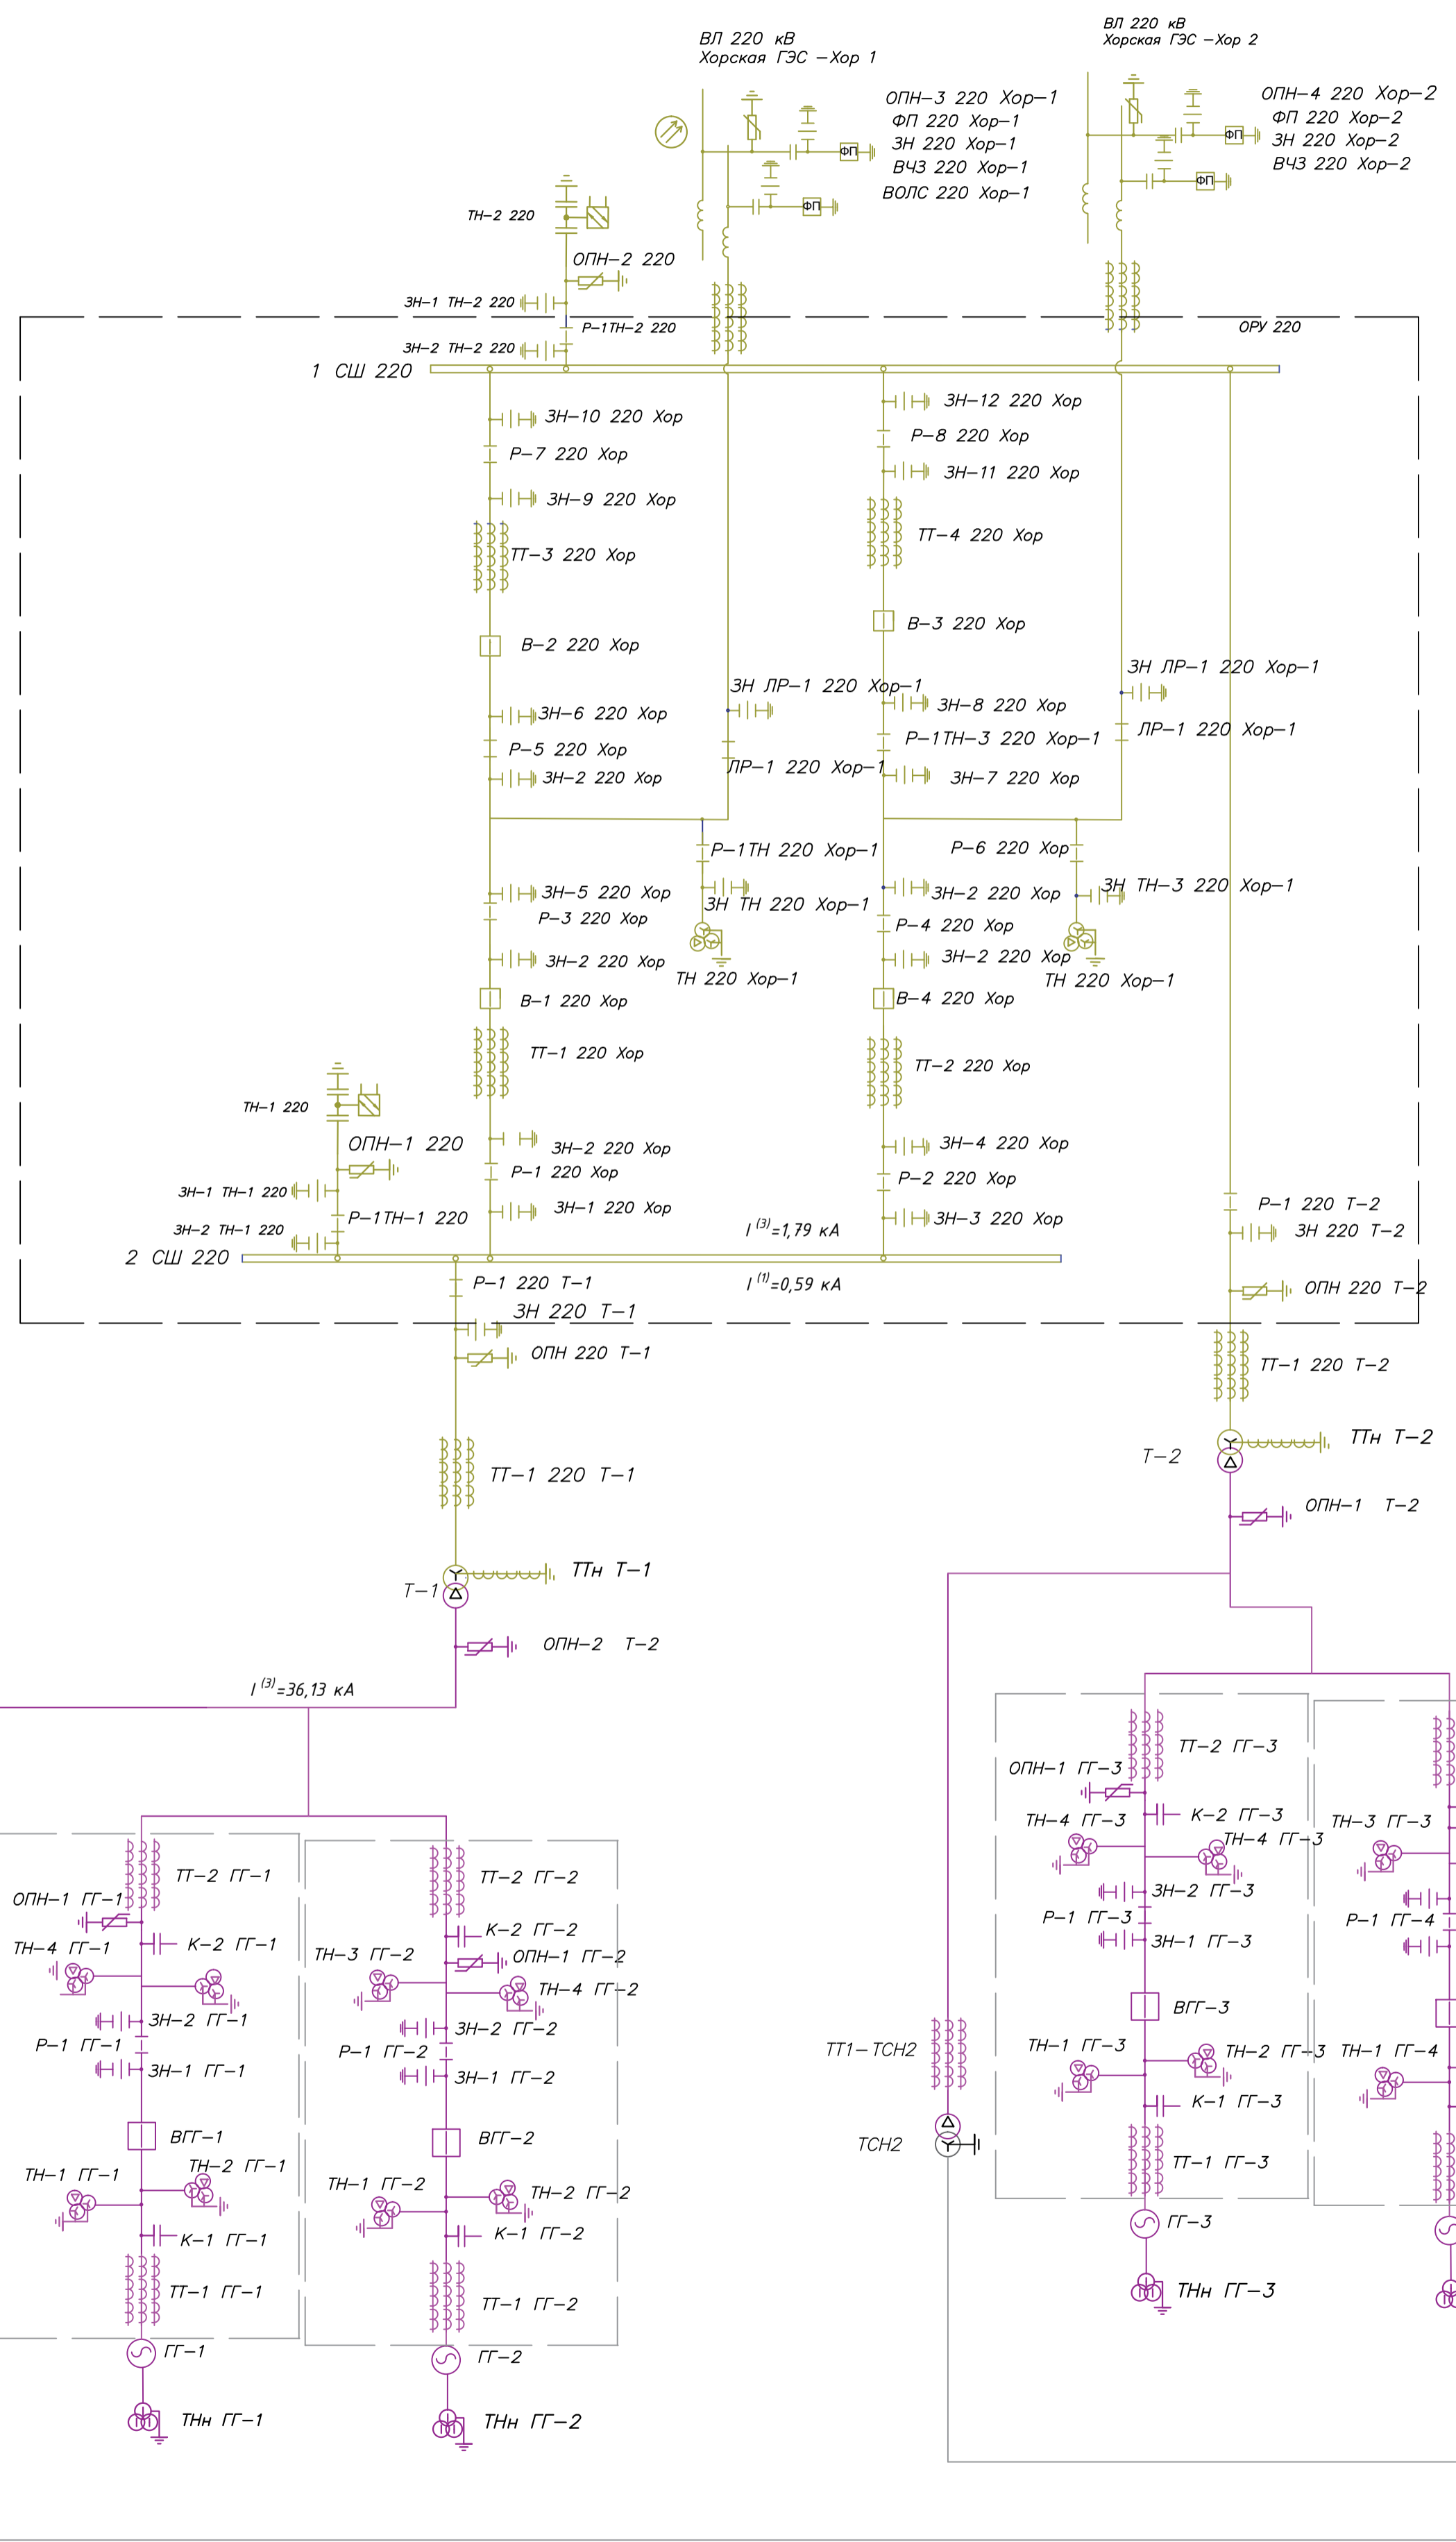 ВЛ 220 кВ
Хорская ГЭС –Хор 1
ВЛ 220 кВ
Хорская ГЭС –Хор 2
ОПН–3 220 Хор–1
ФП 220 Хор–1
ЗН 220 Хор–1
ВЧЗ 220 Хор–1
ВОЛС 220 Хор–1
ОПН–4 220 Хор–2
ФП 220 Хор–2
ЗН 220 Хор–2
ВЧЗ 220 Хор–2
ФП
ФП
ФП
ФП
ТН–2 220
ОПН–2 220
ЗН–1 ТН–2 220
Р–1ТН–2 220
ОРУ 220
ЗН–2 ТН–2 220
1 СШ 220
ЗН–10 220 Хор
ЗН–12 220 Хор
Р–7 220 Хор
Р–8 220 Хор
ЗН–9 220 Хор
ЗН–11 220 Хор
ТТ–3 220 Хор
ТТ–4 220 Хор
В–2 220 Хор
В–3 220 Хор
ЗН ЛР–1 220 Хор–1
ЗН ЛР–1 220 Хор–1
ЗН–6 220 Хор
ЗН–8 220 Хор
Р–5 220 Хор
Р–1ТН–3 220 Хор–1
ЛР–1 220 Хор–1
ЛР–1 220 Хор–1
ЗН–2 220 Хор
ЗН–7 220 Хор
Р–1ТН 220 Хор–1
Р–6 220 Хор
ЗН–5 220 Хор
ЗН ТН 220 Хор–1
ЗН–2 220 Хор
ЗН ТН–3 220 Хор–1
Р–3 220 Хор
Р–4 220 Хор
ЗН–2 220 Хор
ТН 220 Хор–1
ЗН–2 220 Хор
ТН 220 Хор–1
В–1 220 Хор
В–4 220 Хор
ТТ–1 220 Хор
ТТ–2 220 Хор
ТН–1 220
ОПН–1 220
ЗН–2 220 Хор
ЗН–4 220 Хор
Р–1 220 Хор
Р–2 220 Хор
ЗН–1 ТН–1 220
Р–1ТН–1 220
ЗН–1 220 Хор
ЗН–3 220 Хор
Р–1 220 Т–2
ЗН–2 ТН–1 220
I (3)=1,79 кА
ЗН 220 Т–2
2 СШ 220
I (1)=0,59 кА
Р–1 220 Т–1
ОПН 220 Т–2
ЗН 220 Т–1
ОПН 220 Т–1
ТТ–1 220 Т–2
ТТн Т–2
Т–2
ТТ–1 220 Т–1
ОПН–1 Т–2
ТТн Т–1
Т–1
ОПН–2 Т–2
I (3)=36,13 кА
ТТ–2 ГГ–3
ОПН–1 ГГ–3
К–2 ГГ–3
ТН–4 ГГ–3
ТН–4 ГГ–3
ТН–3 ГГ–3
ТТ–2 ГГ–1
ТТ–2 ГГ–2
ЗН–2 ГГ–3
ОПН–1 ГГ–1
Р–1 ГГ–3
Р–1 ГГ–4
К–2 ГГ–1
К–2 ГГ–2
ЗН–1 ГГ–3
ТН–4 ГГ–1
ТН–3 ГГ–2
ОПН–1 ГГ–2
ТН–4 ГГ–2
ВГГ–3
ЗН–2 ГГ–1
ЗН–2 ГГ–2
Р–1 ГГ–1
Р–1 ГГ–2
ТТ1–ТСН2
ТН–1 ГГ–3
ТН–2 ГГ–3
ТН–1 ГГ–4
ЗН–1 ГГ–1
ЗН–1 ГГ–2
К–1 ГГ–3
ВГГ–1
ВГГ–2
ТСН2
ТТ–1 ГГ–3
ТН–1 ГГ–1
ТН–2 ГГ–1
ТН–1 ГГ–2
ТН–2 ГГ–2
ГГ–3
К–1 ГГ–1
К–1 ГГ–2
ТТ–1 ГГ–1
ТТ–1 ГГ–2
ТНн ГГ–3
ГГ–1
ГГ–2
ТНн ГГ–1
ТНн ГГ–2